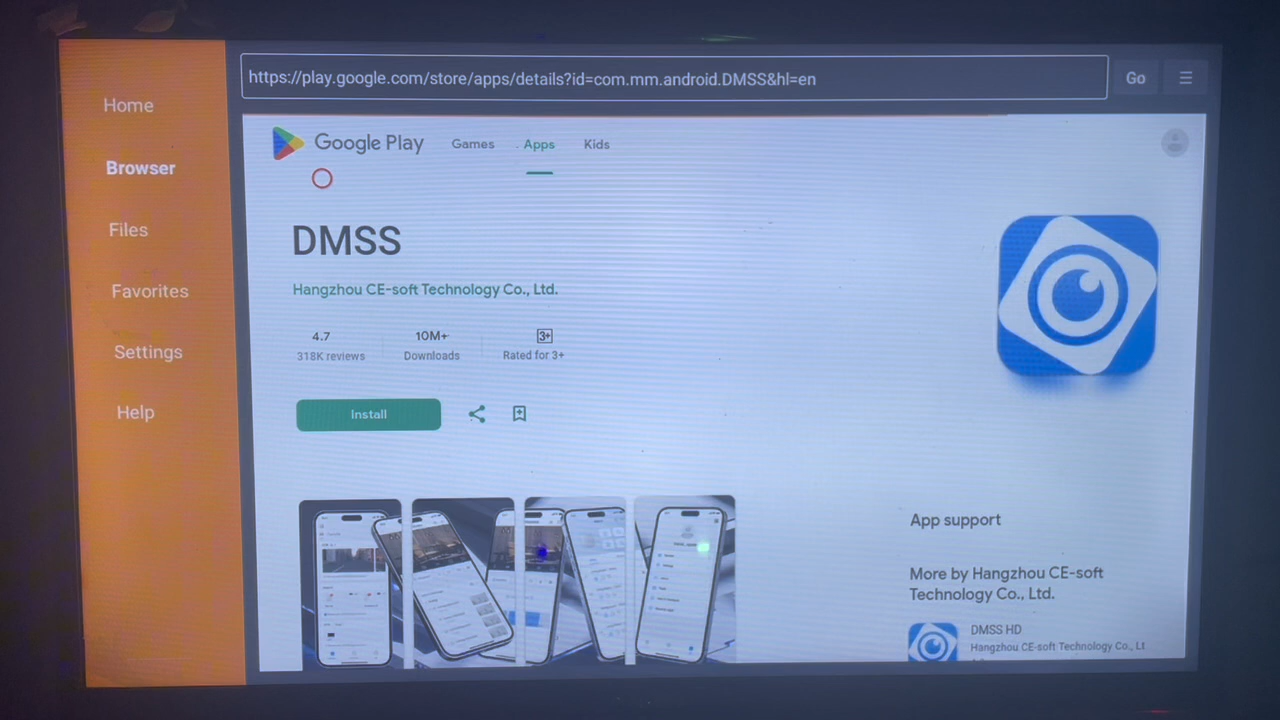 https://play.google.com/store/apps/details?id=com.mm.android.DMSS&hl=en
Go
Home
Browser
Files
Favorites
Settings
Help
Google Play
Games
Apps
Kids
DMSS
Hangzhou CE-soft Technology Co., Ltd.
4.7
318K reviews
10M+
Downloads
3+
Rated for 3+
Install
App support
More by Hangzhou CE-soft
Technology Co., Ltd.
DMSS HD
Hangzhou CE-soft Technology Co., Lt